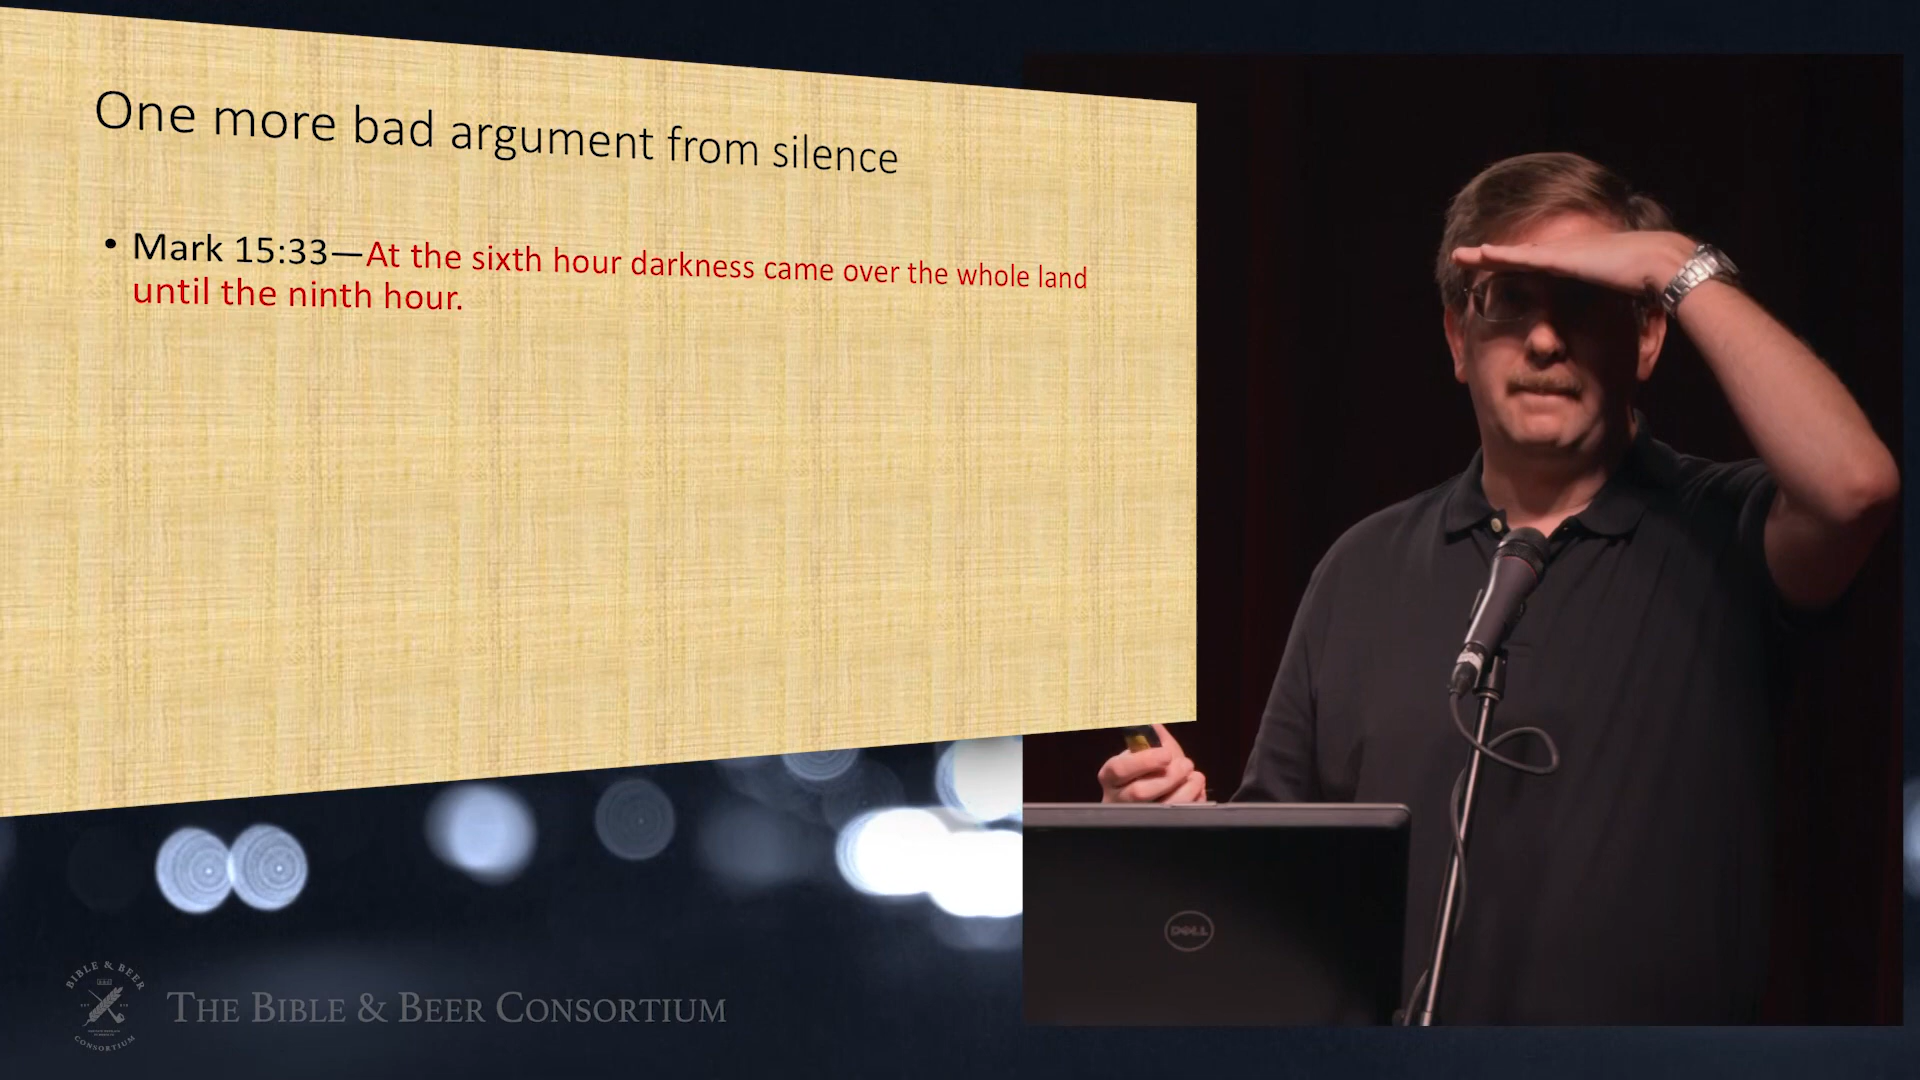 One more bad argument from silence
• Mark 15:33—At the sixth hour darkness came over the whole land
until the ninth hour.
DELL
BIBLE & BEER
CONSORTIUM
THE BIBLE & BEER CONSORTIUM